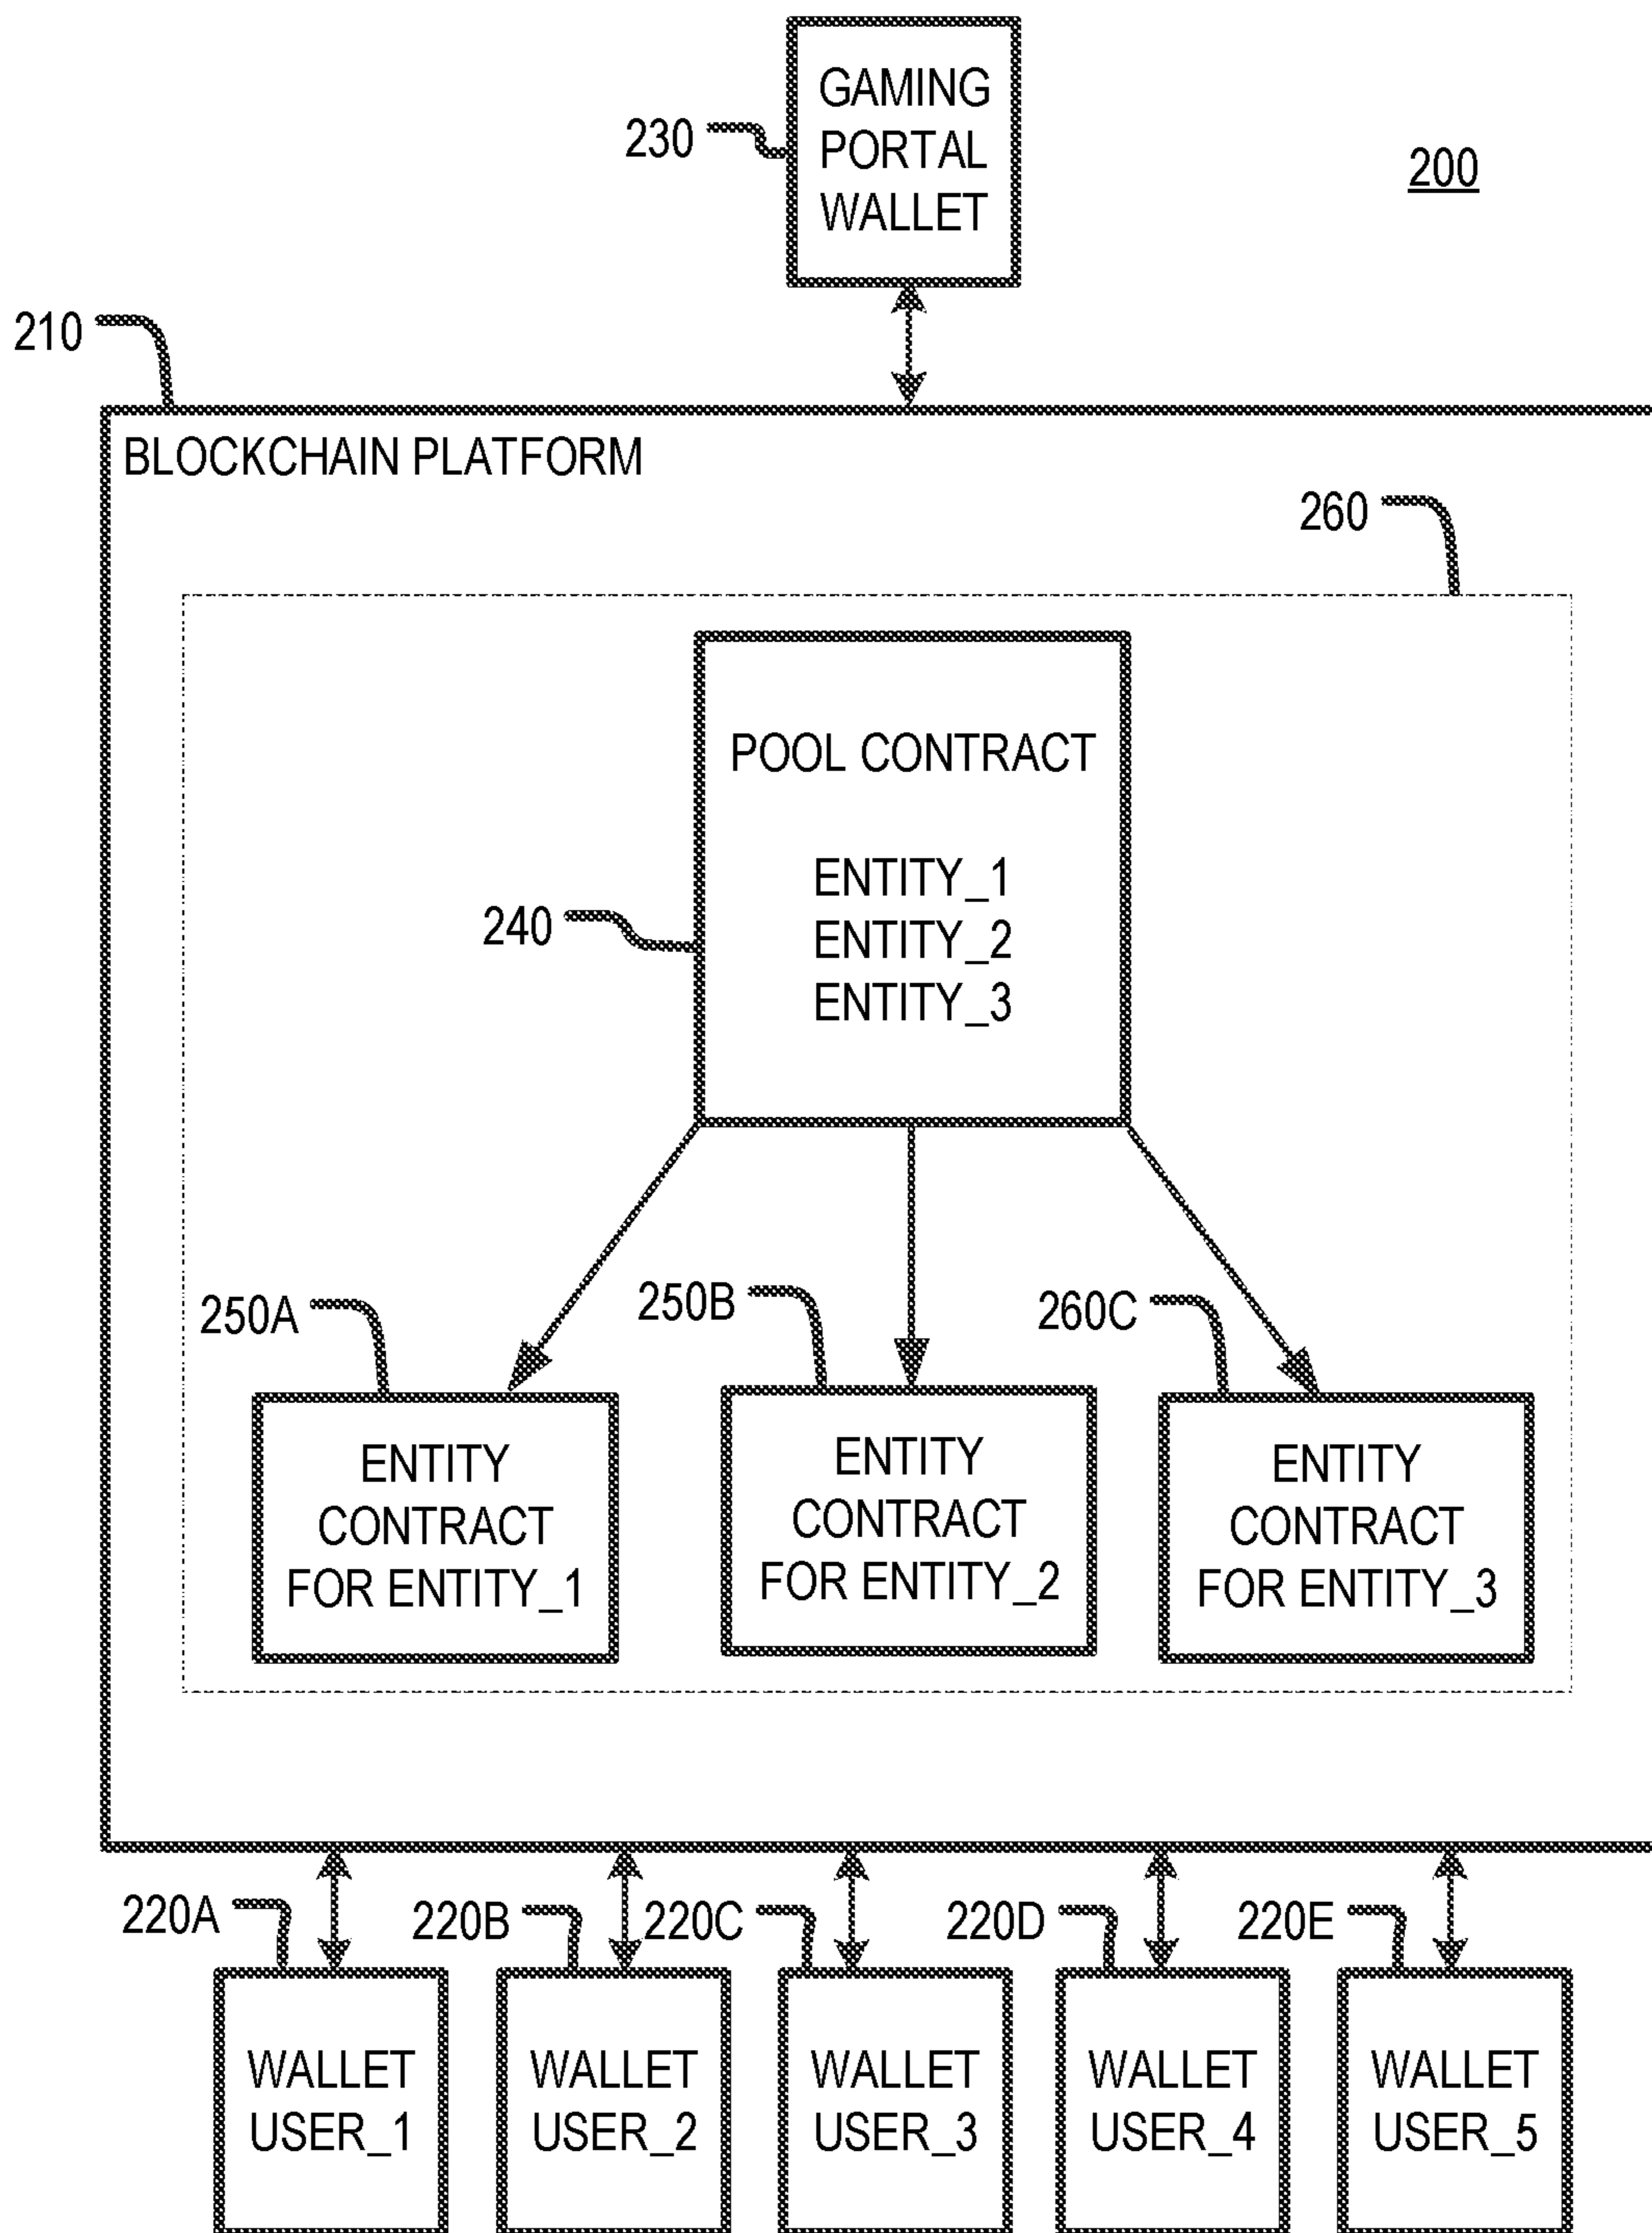 GAMING
PORTAL
WALLET
230
200
210
BLOCKCHAIN PLATFORM
260
POOL CONTRACT
ENTITY_1
ENTITY_2
ENTITY_3
240
250A
250B
260C
ENTITY
CONTRACT
FOR ENTITY_1
ENTITY
CONTRACT
FOR ENTITY_2
ENTITY
CONTRACT
FOR ENTITY_3
220A
220B
220C
220D
220E
WALLET
USER_1
WALLET
USER_2
WALLET
USER_3
WALLET
USER_4
WALLET
USER_5